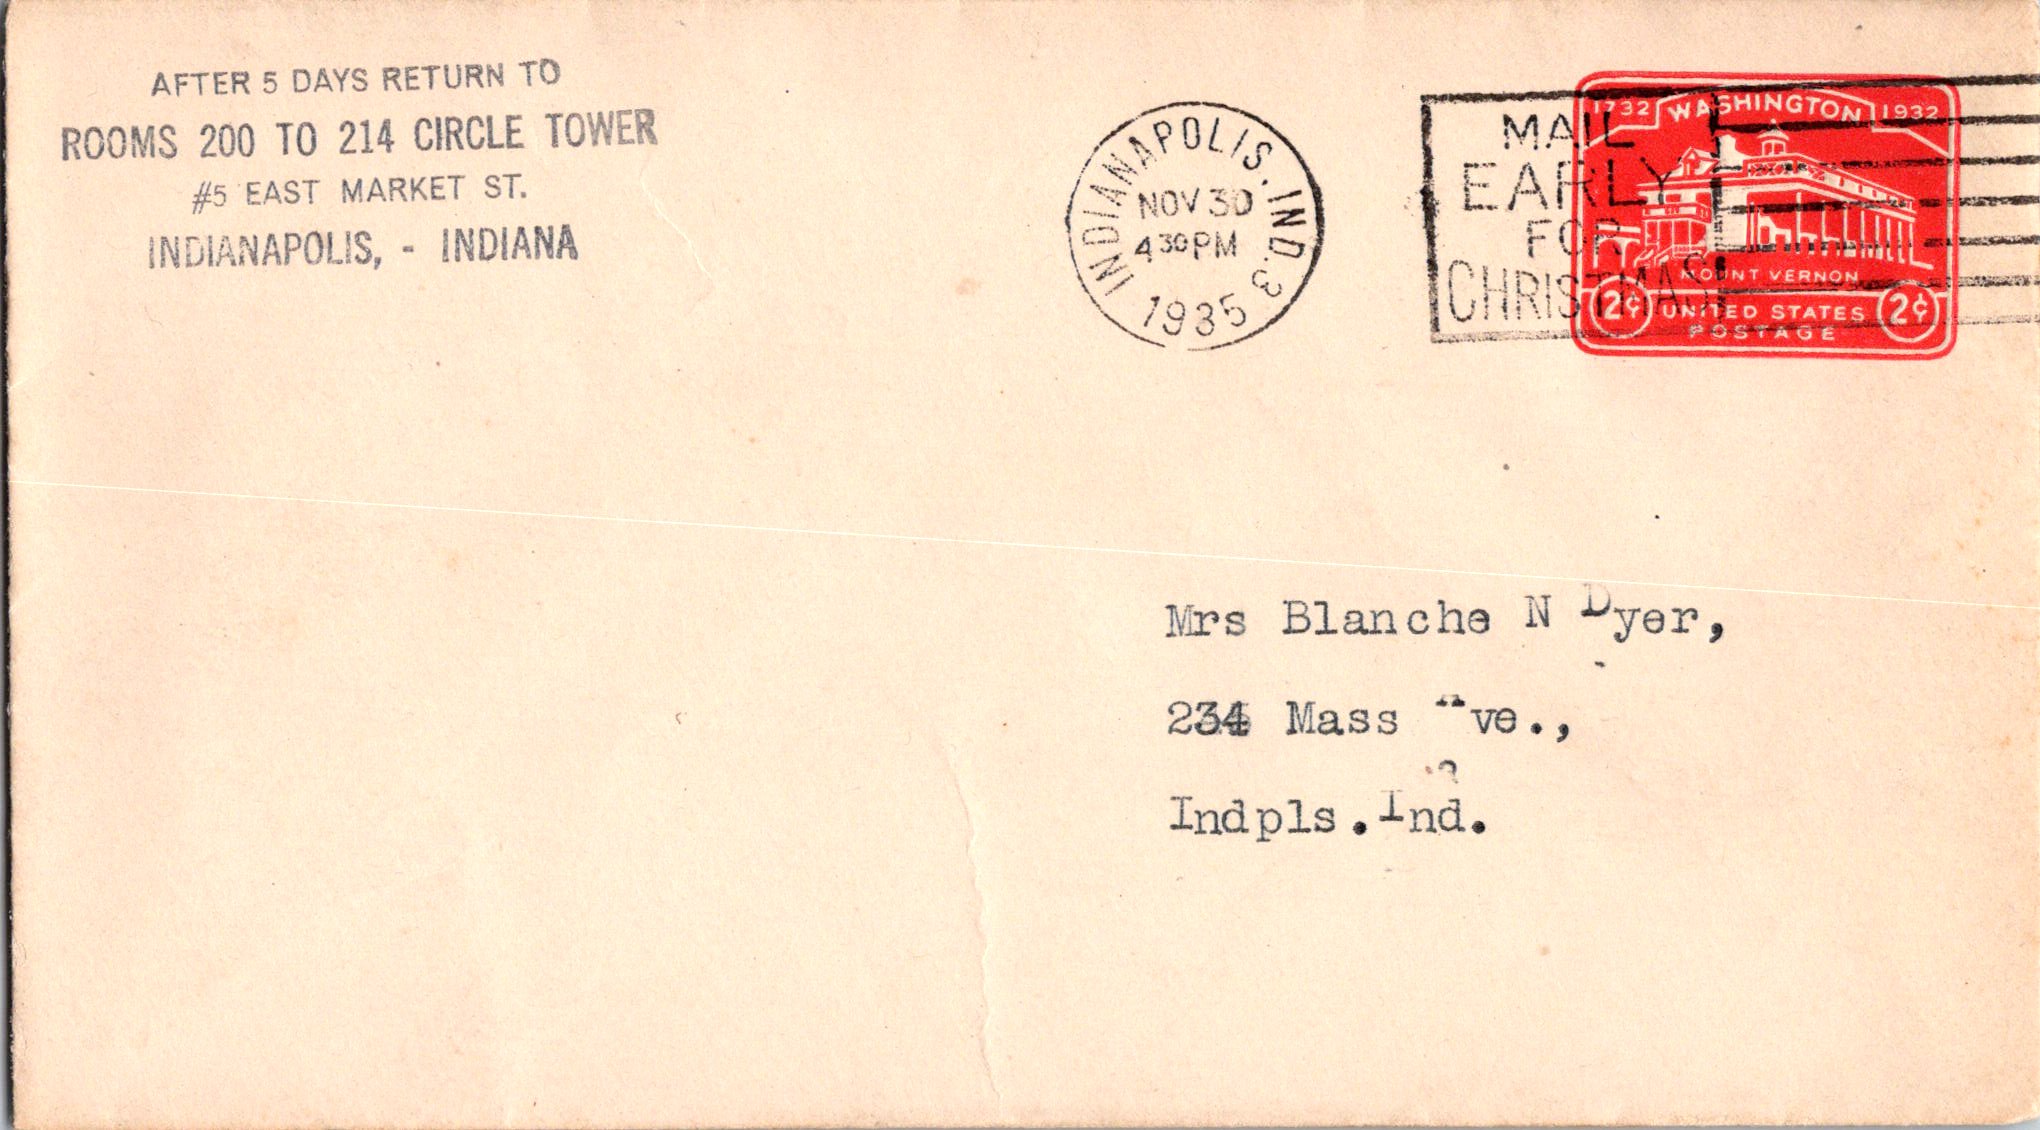 AFTER 5 DAYS RETURN TO
ROOMS 200 TO 214 CIRCLE TOWER
#5 EAST MARKET ST.
INDIANAPOLIS, - INDIANA
INDIANAPOLIS, IND. 3
NOV 30
4 30 PM
1935
MAIL
EARLY
FOR
CHRISTMAS
1732 WASHINGTON 1932
MOUNT VERNON
2¢ UNITED STATES 2¢
POSTAGE
Mrs Blanche N Dyer,
234 Mass Ave.,
Indpls.Ind.